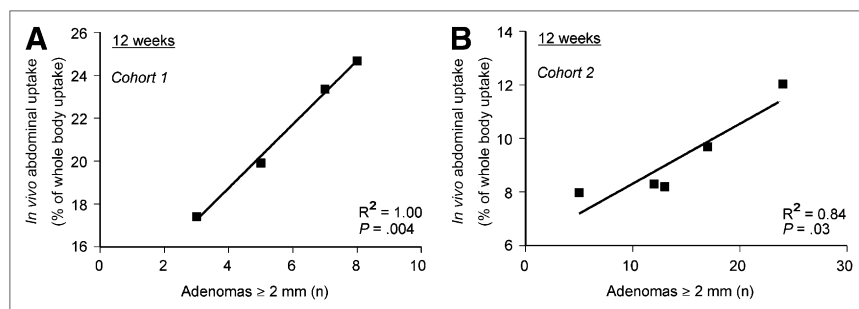 A
12 weeks
Cohort 1
In vivo abdominal uptake
(% of whole body uptake)
26
24
22
20
18
16
R² = 1.00
P = .004
0 2 4 6 8 10
Adenomas ≥ 2 mm (n)
B
12 weeks
Cohort 2
In vivo abdominal uptake
(% of whole body uptake)
14
12
10
8
6
R² = 0.84
P = .03
0 10 20 30
Adenomas ≥ 2 mm (n)